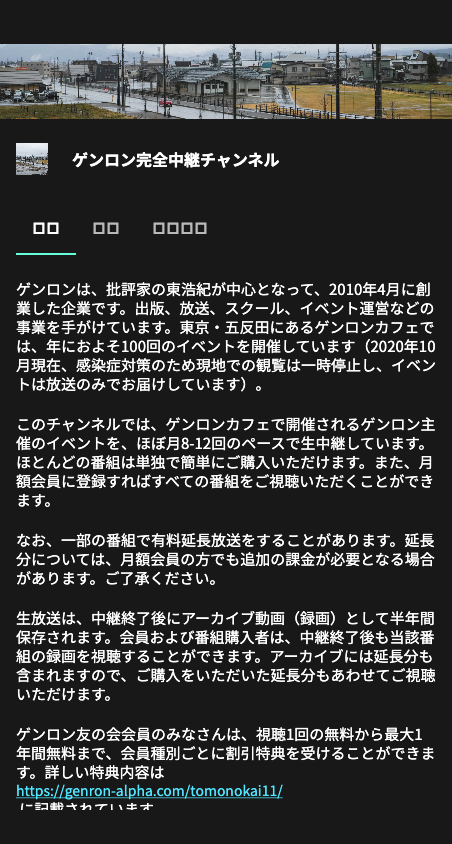 ゲンロン完全中継チャンネル
ゲンロンは、批評家の東浩紀が中心となって、2010年4月に創
業した企業です。出版、放送、スクール、イベント運営などの
事業を手がけています。東京・五反田にあるゲンロンカフェで
は、年におよそ100回のイベントを開催しています（2020年10
月現在、感染症対策のため現地での観覧は一時停止し、イベン
トは放送のみでお届けしています）。
このチャンネルでは、ゲンロンカフェで開催されるゲンロン主
催のイベントを、ほぼ月8-12回のペースで生中継しています。
ほとんどの番組は単独で簡単にご購入いただけます。また、月
額会員に登録すればすべての番組をご視聴いただくことができ
ます。
なお、一部の番組で有料延長放送をすることがあります。延長
分については、月額会員の方でも追加の課金が必要となる場合
があります。ご了承ください。
生放送は、中継終了後にアーカイブ動画（録画）として半年間
保存されます。会員および番組購入者は、中継終了後も当該番
組の録画を視聴することができます。アーカイブには延長分も
含まれますので、ご購入をいただいた延長分もあわせてご視聴
いただけます。
ゲンロン友の会会員のみなさんは、視聴1回の無料から最大1
年間無料まで、会員種別ごとに割引特典を受けることができま
す。詳しい特典内容は
https://genron-alpha.com/tomonokai11/
に記載されています